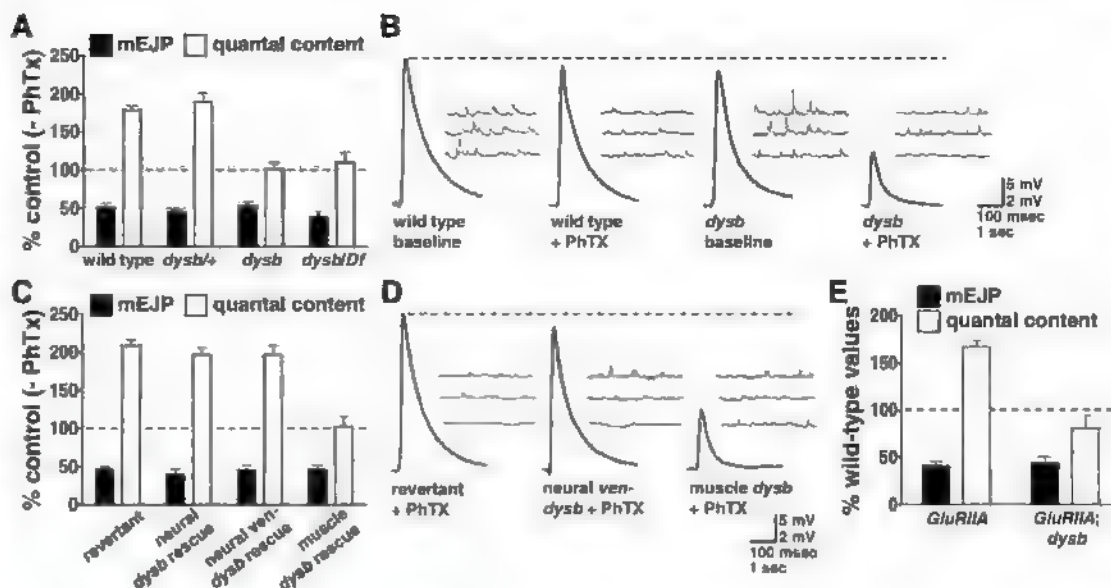 A
mEJP
quantal content
% control (- PhTx)
250
200
150
100
50
0
wild type
dysb/+
dysb
dysb/Df
B
wild type
baseline
wild type
+ PhTX
dysb
baseline
dysb
+ PhTX
5 mV
2 mV
100 msec
1 sec
C
mEJP
quantal content
% control (- PhTx)
250
200
150
100
50
0
revertant
neural
dysb rescue
neural ven-
dysb rescue
muscle
dysb rescue
D
revertant
+ PhTX
neural ven-
dysb + PhTX
muscle dysb
+ PhTX
5 mV
2 mV
100 msec
1 sec
E
mEJP
quantal content
% wild-type values
200
150
100
50
0
GluRIIA
GluRIIA;
dysb